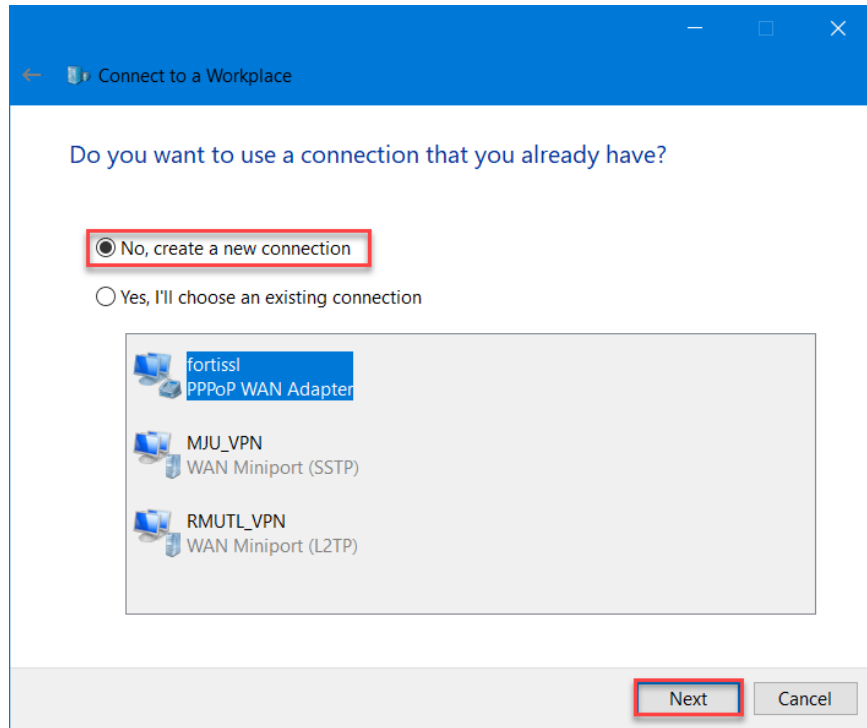 Connect to a Workplace
Do you want to use a connection that you already have?
No, create a new connection
Yes, I'll choose an existing connection
fortissl
PPPoP WAN Adapter
MJU_VPN
WAN Miniport (SSTP)
RMUTL_VPN
WAN Miniport (L2TP)
Next
Cancel